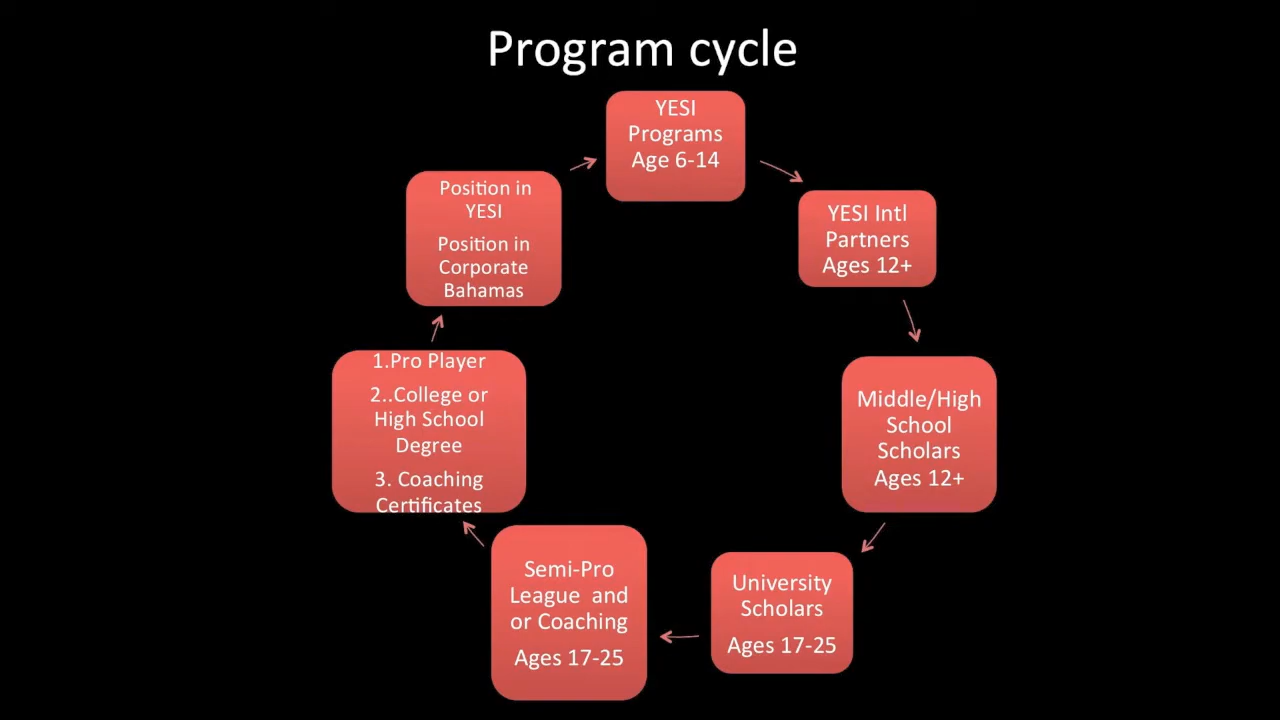 Program cycle
YESI
Programs
Age 6-14
YESI Intl
Partners
Ages 12+
Middle/High
School
Scholars
Ages 12+
University
Scholars
Ages 17-25
Semi-Pro
League and
or Coaching
Ages 17-25
1.Pro Player
2..College or
High School
Degree
3. Coaching
Certificates
Position in
YESI
Position in
Corporate
Bahamas